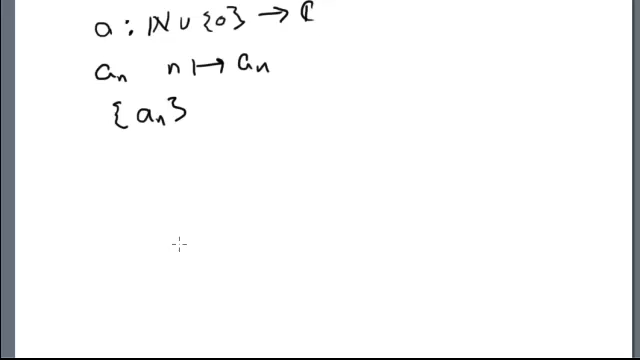 a : ℕ ∪ {0} → ℂ
aₙ n ↦ aₙ
{aₙ}